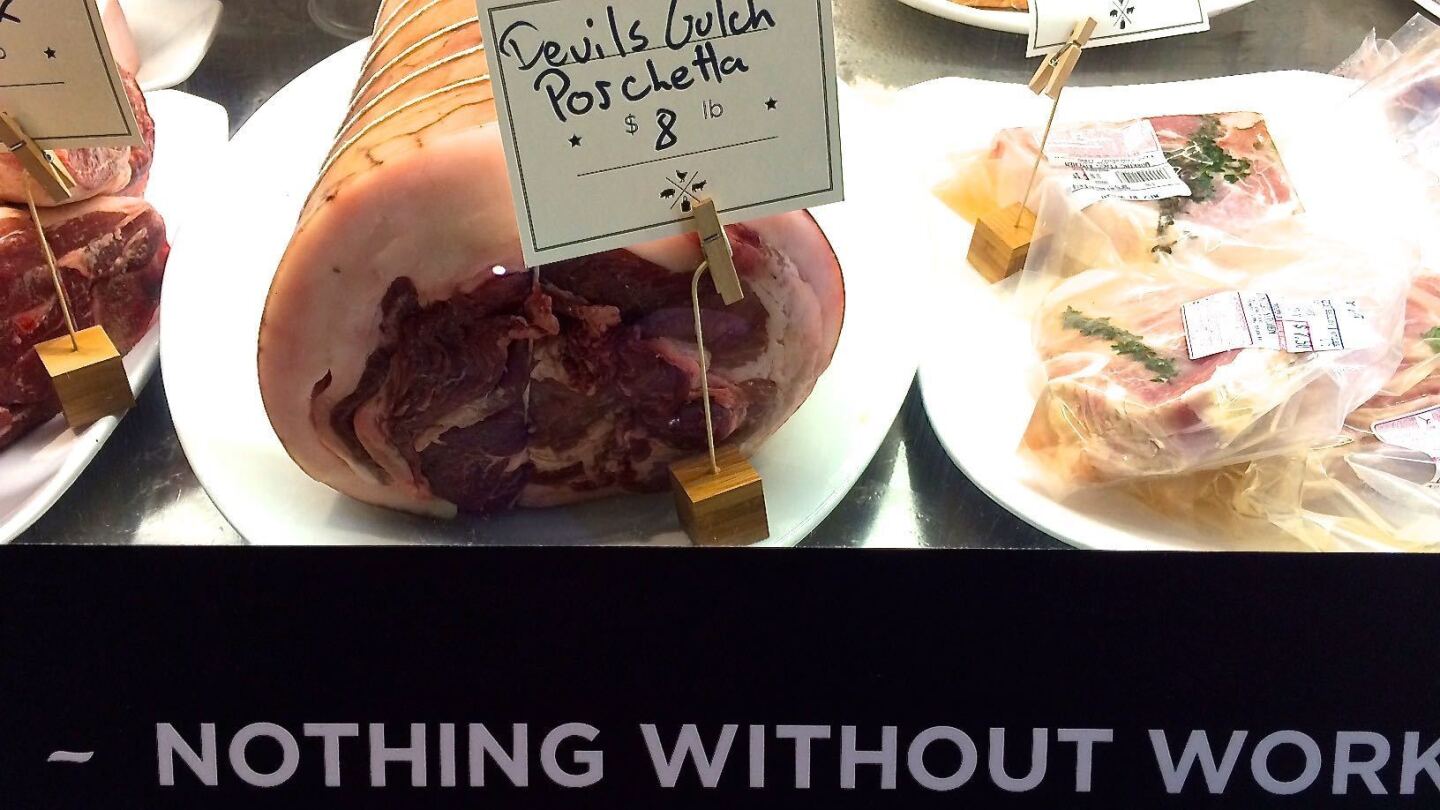 Devils Gulch
Porchetta
$ 8 lb
~ NOTHING WITHOUT WORK